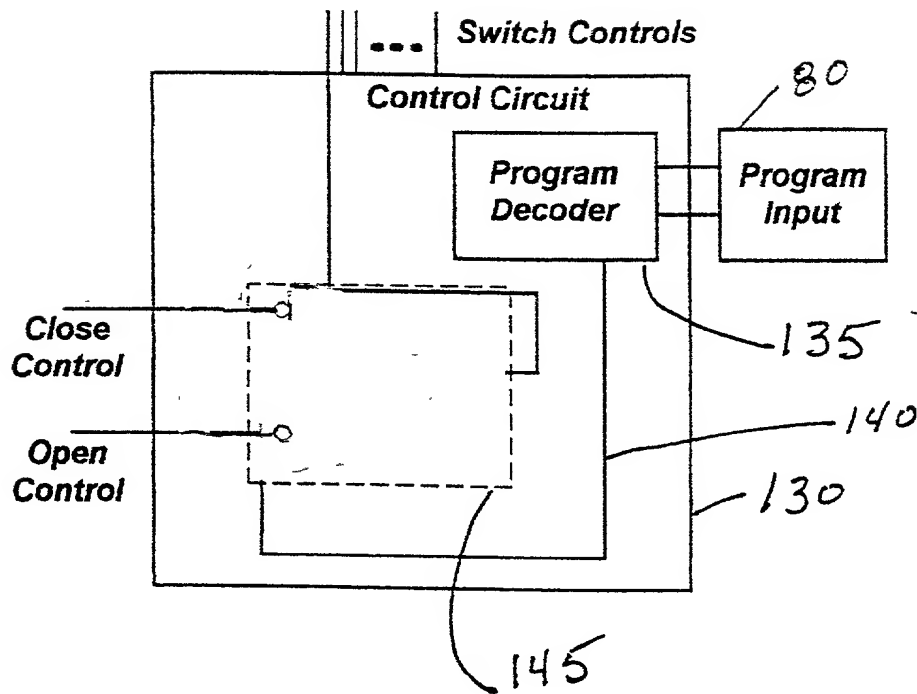 Switch Controls
Control Circuit
80
Program
Decoder
Program
Input
Close
Control
135
140
Open
Control
130
145